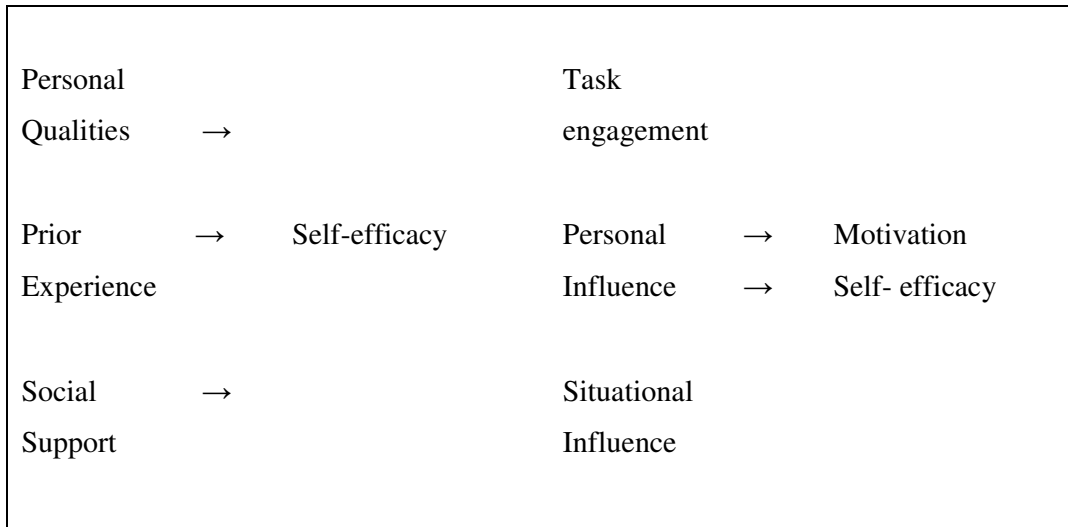 Personal Task
Qualities → engagement
Prior → Self-efficacy Personal → Motivation
Experience Influence → Self- efficacy
Social → Situational
Support Influence